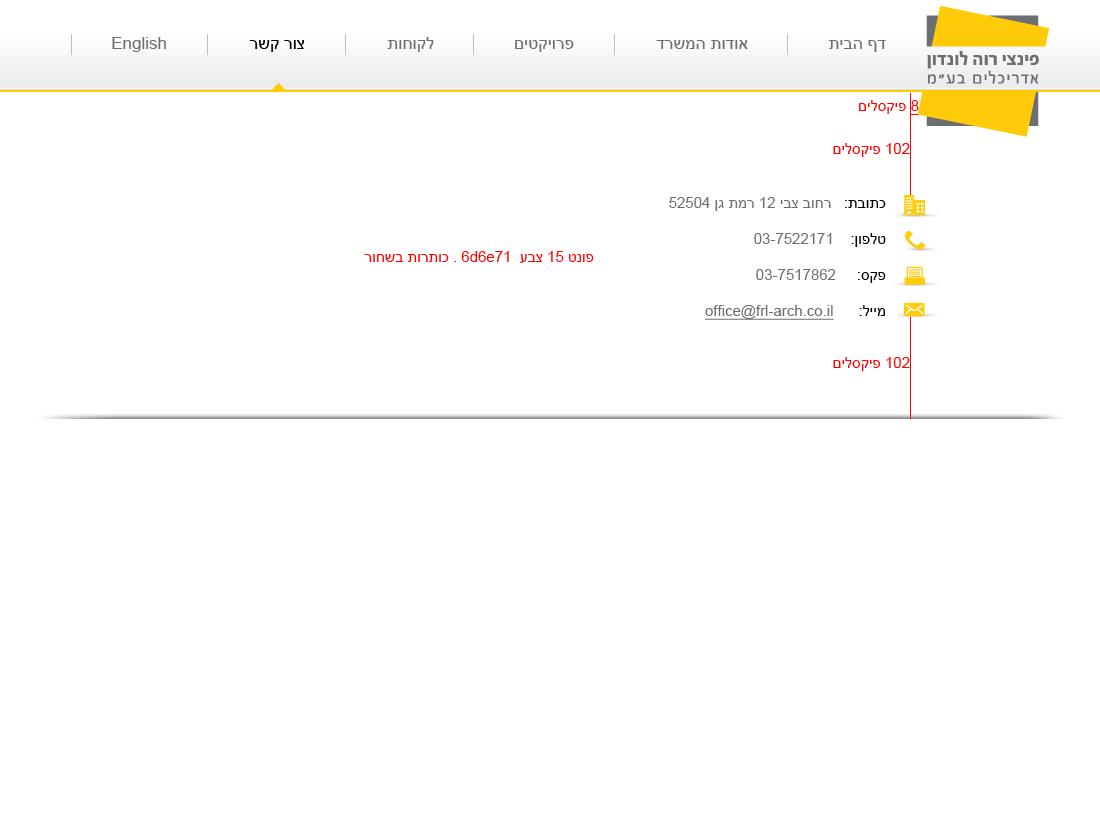 פינצי רוה לונדון
אדריכלים בע"מ
דף הבית
אודות המשרד
פרויקטים
לקוחות
צור קשר
English
8 פיקסלים
102 פיקסלים
כתובת: רחוב צבי 12 רמת גן 52504
טלפון: 03-7522171
פונט 15 צבע 6d6e71 . כותרות בשחור
פקס: 03-7517862
מייל: office@frl-arch.co.il
102 פיקסלים